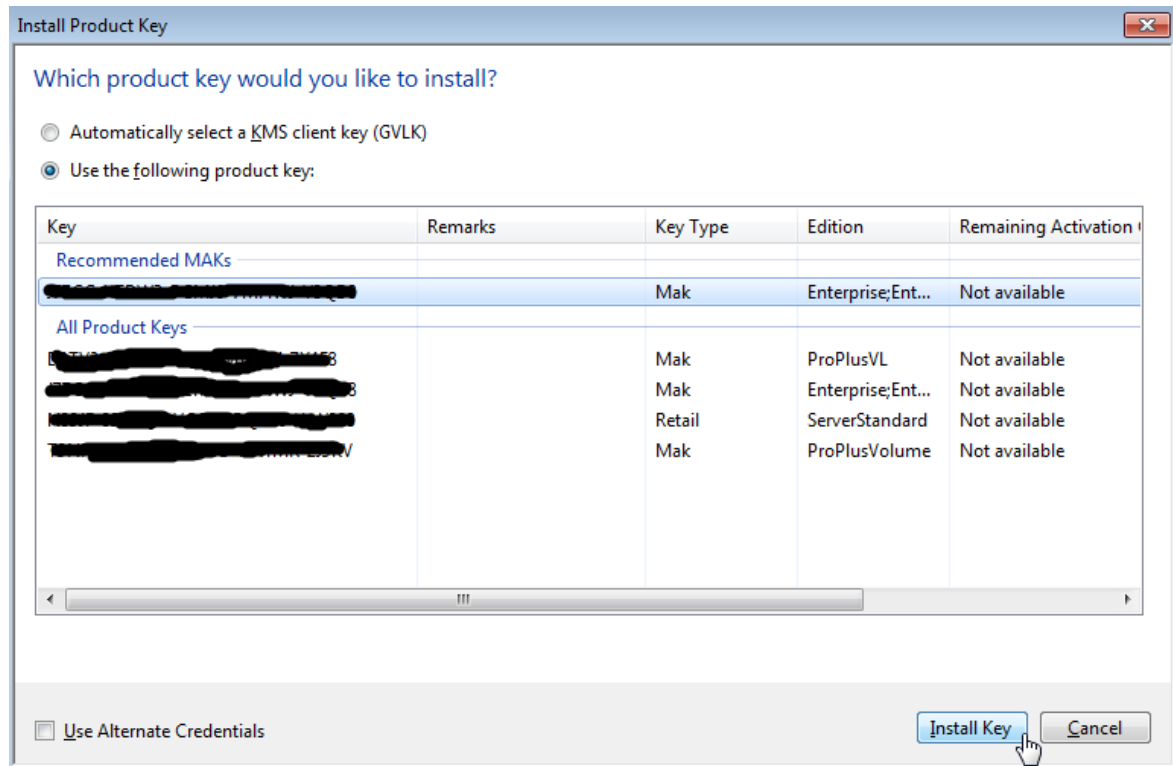 Install Product Key
Which product key would you like to install?
Automatically select a KMS client key (GVLK)
Use the following product key:
Key Remarks Key Type Edition Remaining Activation
Recommended MAKs
Mak Enterprise;Ent... Not available
All Product Keys
Mak ProPlusVL Not available
Mak Enterprise;Ent... Not available
Retail ServerStandard Not available
Mak ProPlusVolume Not available
Use Alternate Credentials
Install Key Cancel